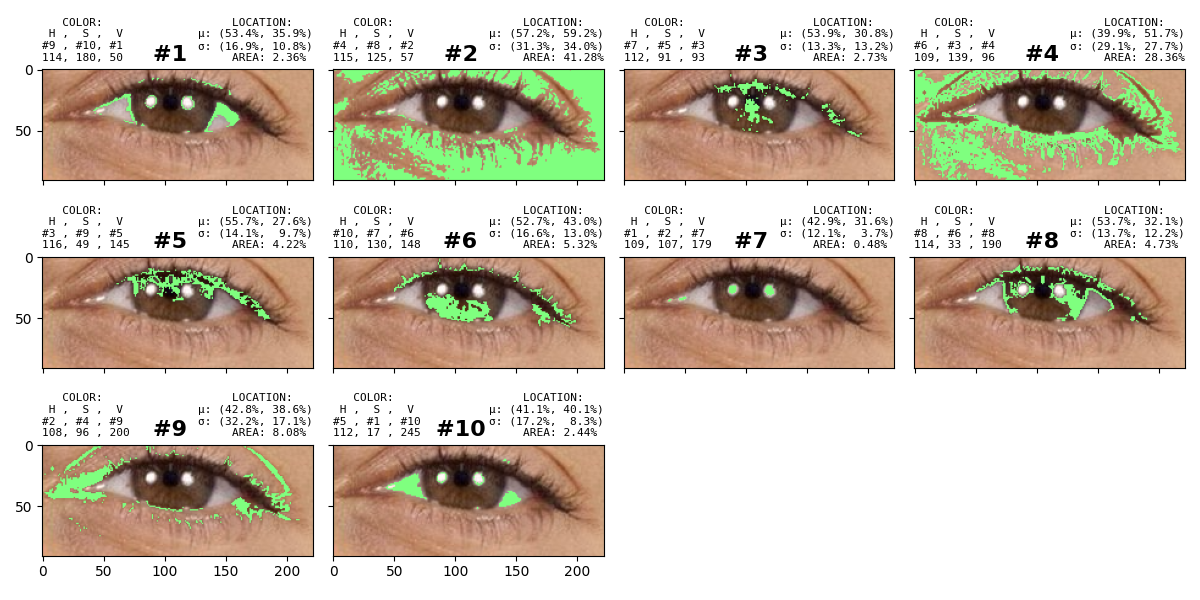 COLOR: LOCATION:
H , S , V μ: (53.4%, 35.9%)
#9 , #10, #1 #1 σ: (16.9%, 10.8%)
114, 180, 50 AREA: 2.36%
COLOR: LOCATION:
H , S , V μ: (57.2%, 59.2%)
#4 , #8 , #2 #2 σ: (31.3%, 34.0%)
115, 125, 57 AREA: 41.28%
COLOR: LOCATION:
H , S , V μ: (53.9%, 30.8%)
#7 , #5 , #3 #3 σ: (13.3%, 13.2%)
112, 91 , 93 AREA: 2.73%
COLOR: LOCATION:
H , S , V μ: (39.9%, 51.7%)
#6 , #3 , #4 #4 σ: (29.1%, 27.7%)
109, 139, 96 AREA: 28.36%
0
50
COLOR: LOCATION:
H , S , V μ: (55.7%, 27.6%)
#3 , #9 , #5 #5 σ: (14.1%, 9.7%)
116, 49 , 145 AREA: 4.22%
COLOR: LOCATION:
H , S , V μ: (52.7%, 43.0%)
#10, #7 , #6 #6 σ: (16.6%, 13.0%)
110, 130, 148 AREA: 5.32%
COLOR: LOCATION:
H , S , V μ: (42.9%, 31.6%)
#1 , #2 , #7 #7 σ: (12.1%, 3.7%)
109, 107, 179 AREA: 0.48%
COLOR: LOCATION:
H , S , V μ: (53.7%, 32.1%)
#8 , #6 , #8 #8 σ: (13.7%, 12.2%)
114, 33 , 190 AREA: 4.73%
0
50
COLOR: LOCATION:
H , S , V μ: (42.8%, 38.6%)
#2 , #4 , #9 #9 σ: (32.2%, 17.1%)
108, 96 , 200 AREA: 8.08%
COLOR: LOCATION:
H , S , V μ: (41.1%, 40.1%)
#5 , #1 , #10 #10 σ: (17.2%, 8.3%)
112, 17 , 245 AREA: 2.44%
0
50
0 50 100 150 200
0 50 100 150 200